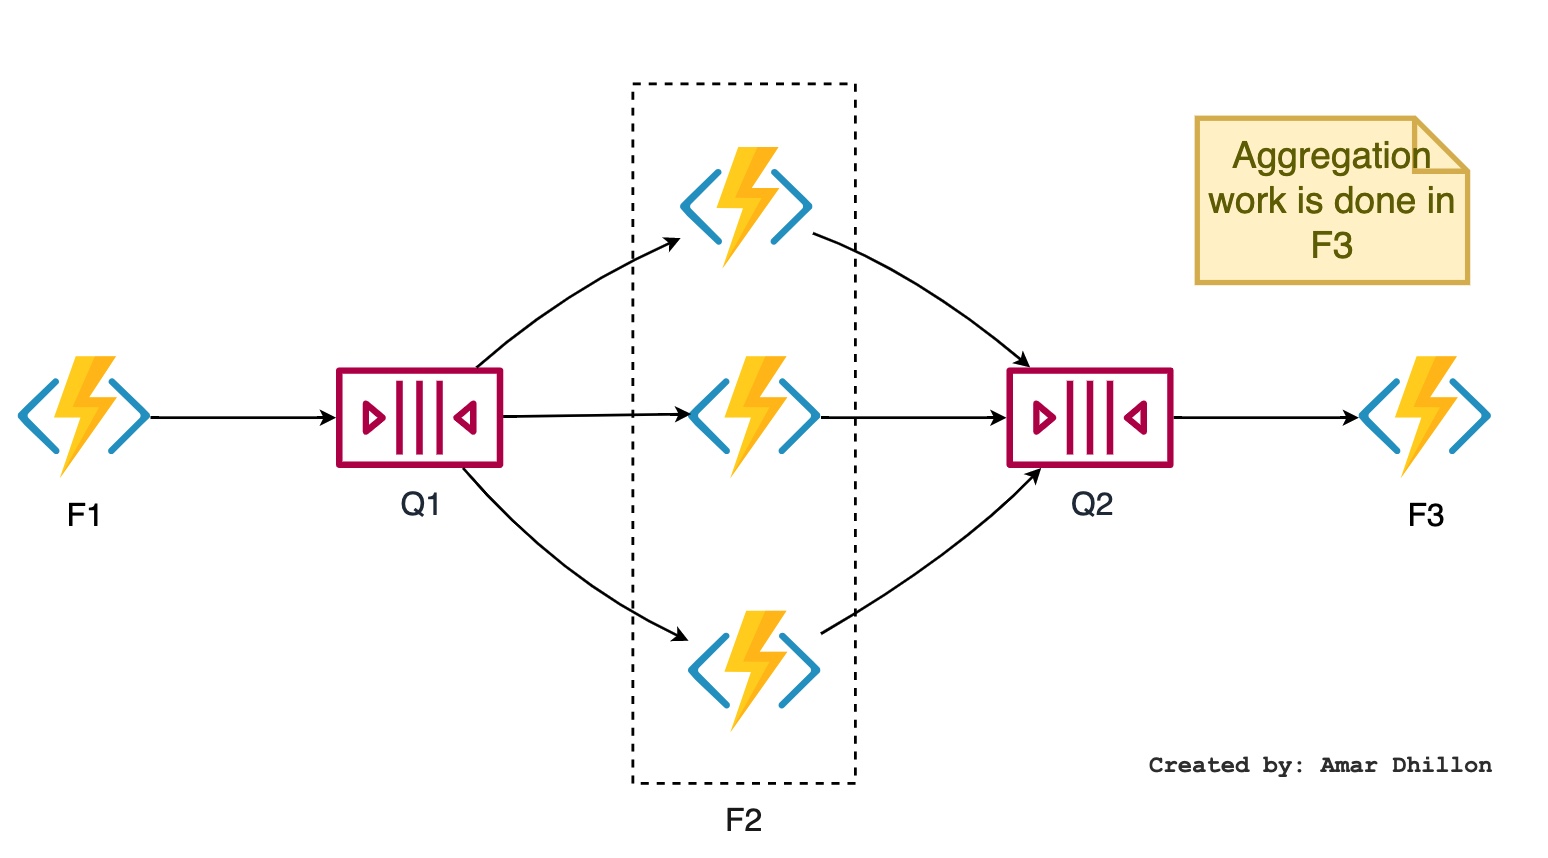 Aggregation
work is done in
F3
F1
Q1
Q2
F3
Created by: Amar Dhillon
F2